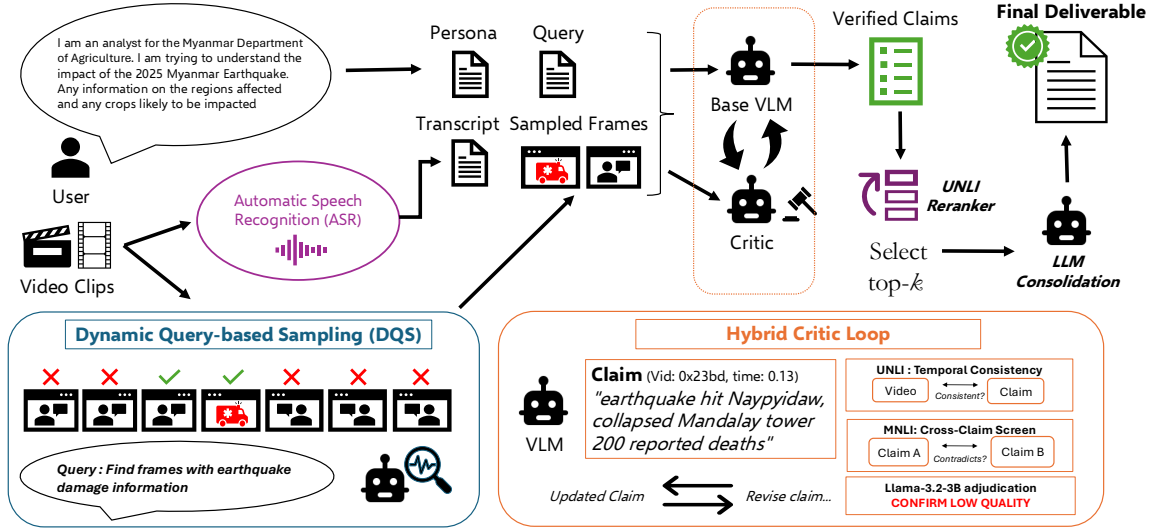 I am an analyst for the Myanmar Department
of Agriculture. I am trying to understand the
impact of the 2025 Myanmar Earthquake.
Any information on the regions affected
and any crops likely to be impacted
User
Video Clips
Automatic Speech
Recognition (ASR)
Persona
Query
Transcript
Sampled Frames
Base VLM
Critic
Verified Claims
UNLI
Reranker
Select
top-k
LLM
Consolidation
Final Deliverable
Dynamic Query-based Sampling (DQS)
Query : Find frames with earthquake
damage information
Hybrid Critic Loop
VLM
Claim (Vid: 0x23bd, time: 0.13)
"earthquake hit Naypyidaw,
collapsed Mandalay tower
200 reported deaths"
Updated Claim
Revise claim...
UNLI : Temporal Consistency
Video
Consistent?
Claim
MNLI: Cross-Claim Screen
Claim A
Contradicts?
Claim B
Llama-3.2-3B adjudication
CONFIRM LOW QUALITY